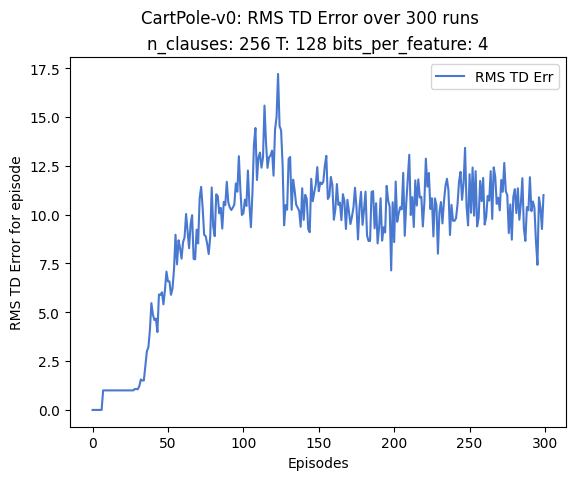 CartPole-v0: RMS TD Error over 300 runs
n_clauses: 256 T: 128 bits_per_feature: 4
RMS TD Err
17.5
15.0
12.5
10.0
7.5
5.0
2.5
0.0
RMS TD Error for episode
0 50 100 150 200 250 300
Episodes